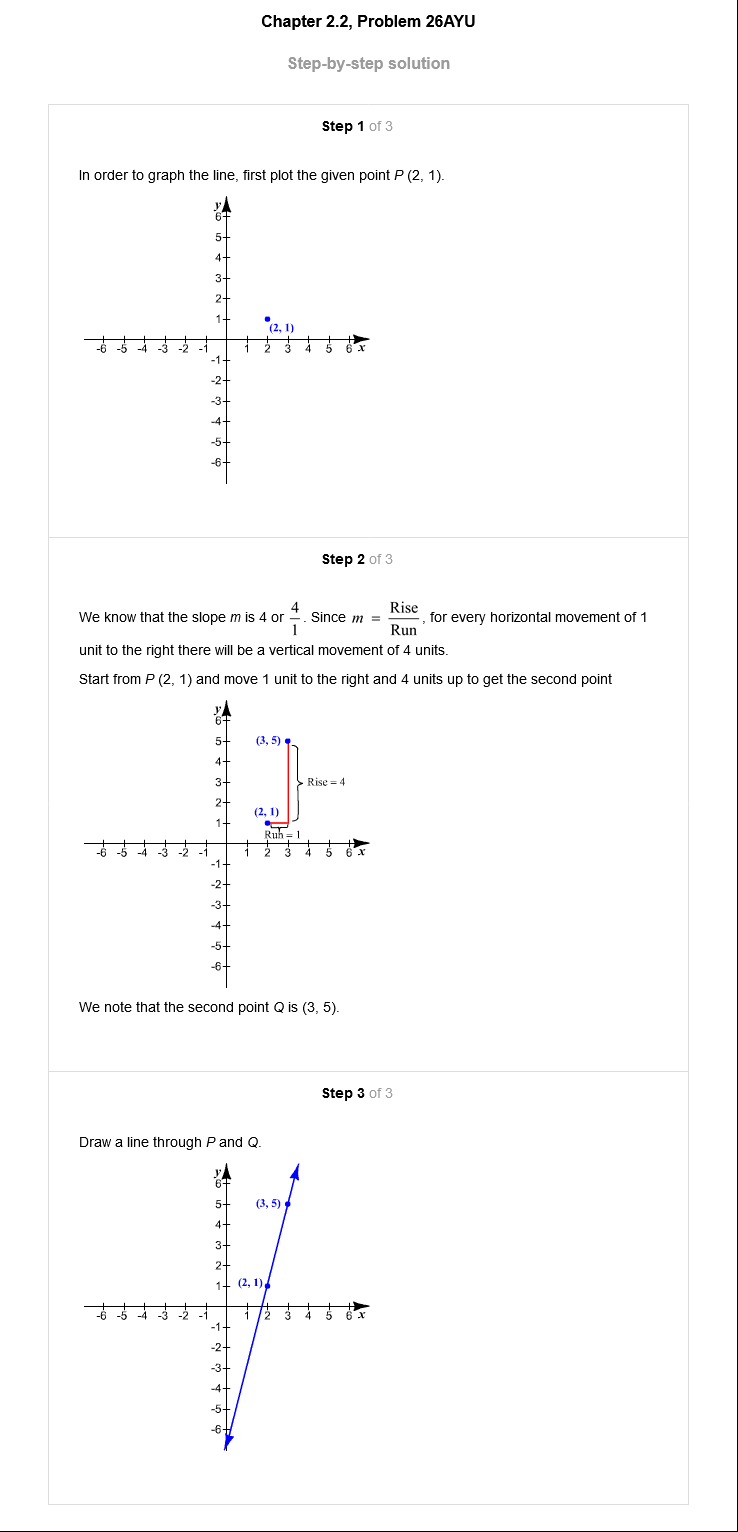 Chapter 2.2, Problem 26AYU
Step-by-step solution
Step 1 of 3
In order to graph the line, first plot the given point P (2, 1).
y
6
5
4
3
2
1
(2, 1)
-6 -5 -4 -3 -2 -1 1 2 3 4 5 6 x
-1
-2
-3
-4
-5
-6
Step 2 of 3
We know that the slope m is 4 or 4/1. Since m = Rise/Run, for every horizontal movement of 1
unit to the right there will be a vertical movement of 4 units.
Start from P (2, 1) and move 1 unit to the right and 4 units up to get the second point
y
6
5 (3, 5)
4
3 Rise = 4
2
(2, 1)
1
Run = 1
-6 -5 -4 -3 -2 -1 1 2 3 4 5 6 x
-1
-2
-3
-4
-5
-6
We note that the second point Q is (3, 5).
Step 3 of 3
Draw a line through P and Q.
y
6
5 (3, 5)
4
3
2
1 (2, 1)
-6 -5 -4 -3 -2 -1 1 2 3 4 5 6 x
-1
-2
-3
-4
-5
-6